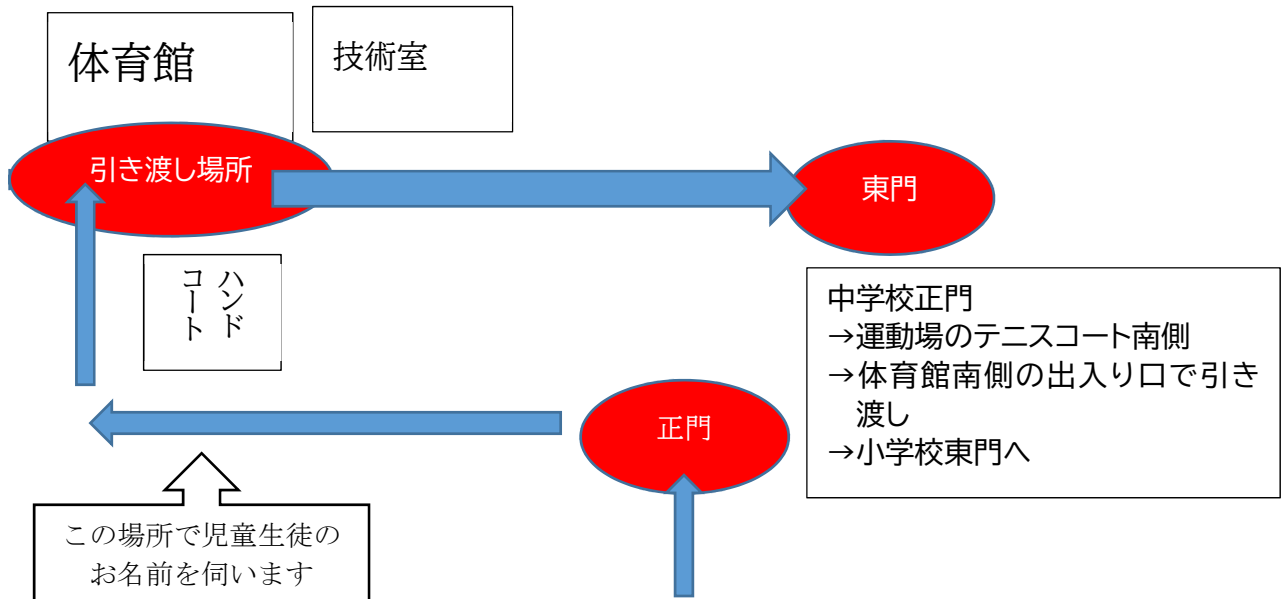 体育館
技術室
引き渡し場所
東門
ハンド
コート
中学校正門
→運動場のテニスコート南側
→体育館南側の出入り口で引き
渡し
→小学校東門へ
正門
この場所で児童生徒の
お名前を伺います